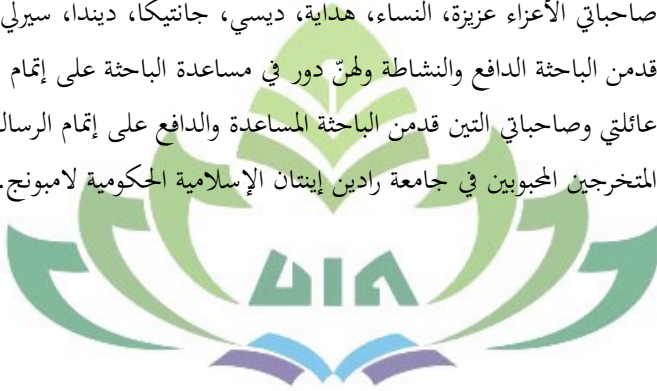 صاحباتي الأعزاء عزيزة، النساء، هداية، ديسي، جانتيكا، ديندا، سيرلي
قدمن الباحثة الدافع والنشاطة ولهنّ دور في مساعدة الباحثة على إتمام
عائلتي وصاحباتي التين قدمن الباحثة المساعدة والدافع على إتمام الرسال
المتخرجين المحبوبين في جامعة رادين إينتان الإسلامية الحكومية لامبونج.
UIN